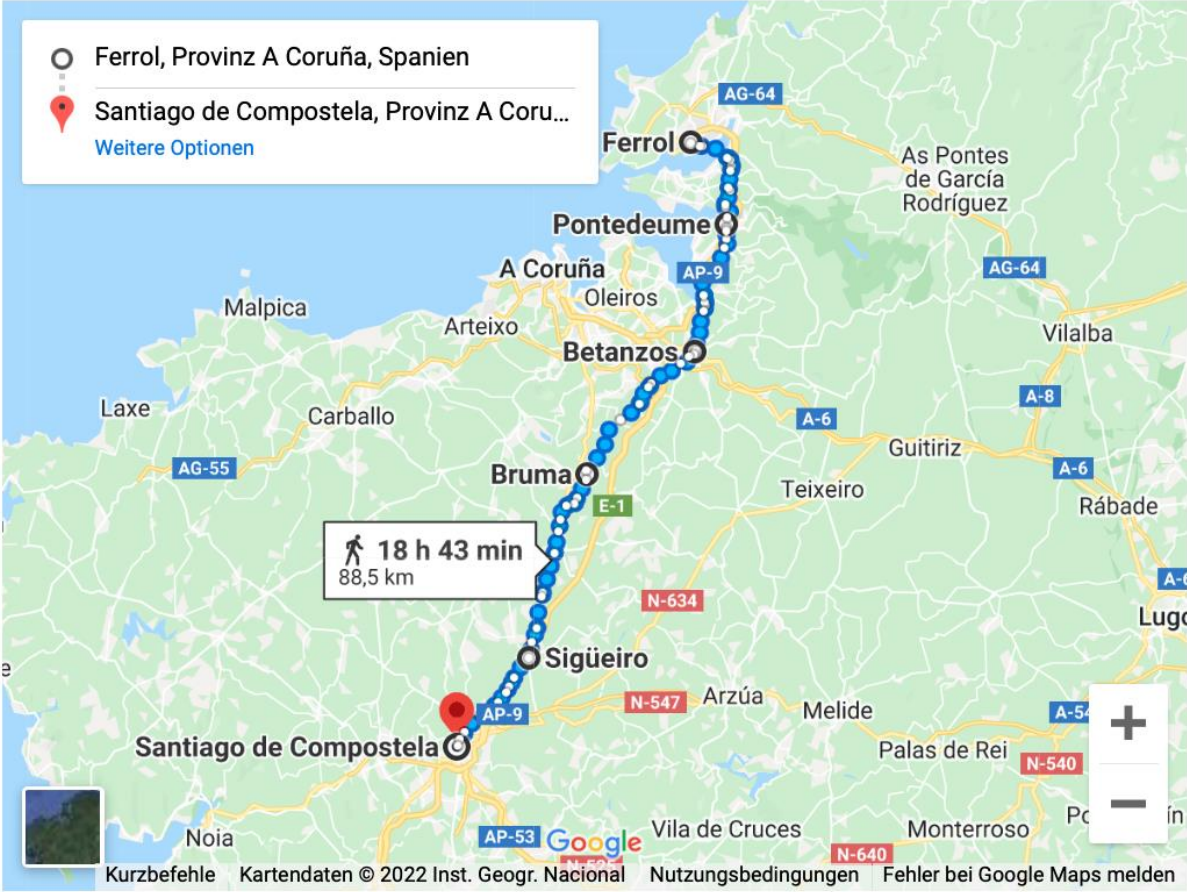 Ferrol, Provinz A Coruña, Spanien
Santiago de Compostela, Provinz A Coru...
Weitere Optionen
AG-64
Ferrol
As Pontes
de García
Rodríguez
Pontedeume
A Coruña
AP-9
AG-64
Oleiros
Malpica
Arteixo
Vilalba
Betanzos
Laxe
Carballo
A-8
A-6
Guitiriz
AG-55
Bruma
A-6
Teixeiro
E-1
Rábade
18 h 43 min
88,5 km
A-6
N-634
Lugo
Sigüeiro
e
N-547
Arzúa
Melide
A-54
AP-9
Santiago de Compostela
Palas de Rei
N-540
Noia
AP-53
Google
Vila de Cruces
Monterroso
N-640
N-525
Kurzbefehle Kartendaten © 2022 Inst. Geogr. Nacional Nutzungsbedingungen Fehler bei Google Maps melden